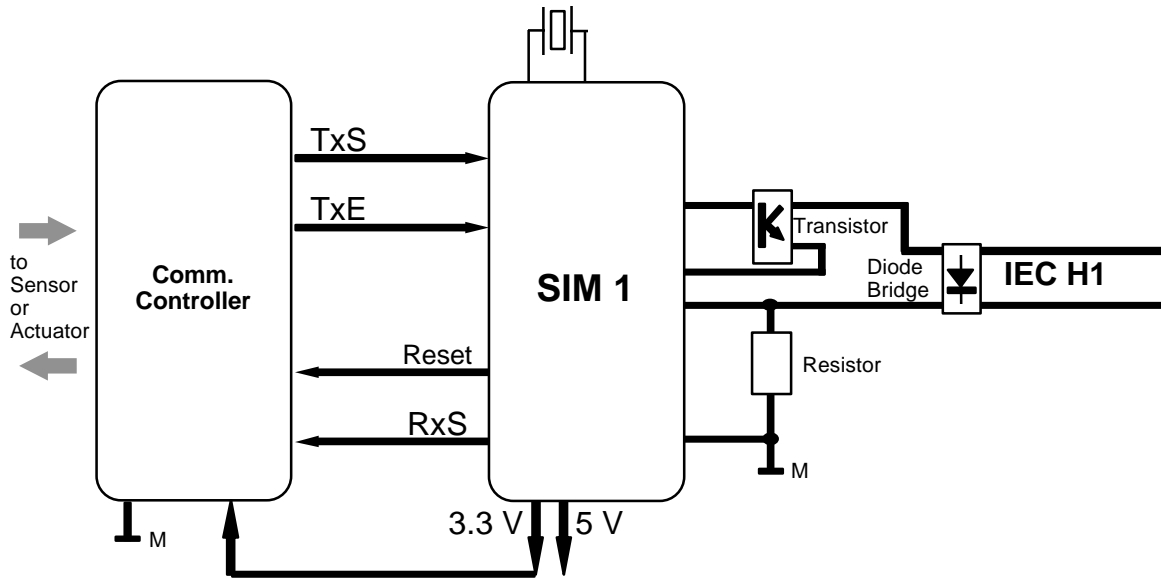 TxS
TxE
to
Sensor
or
Actuator
Comm.
Controller
SIM 1
Transistor
Diode
Bridge
IEC H1
Reset
Resistor
RxS
M
3.3 V
5 V
M